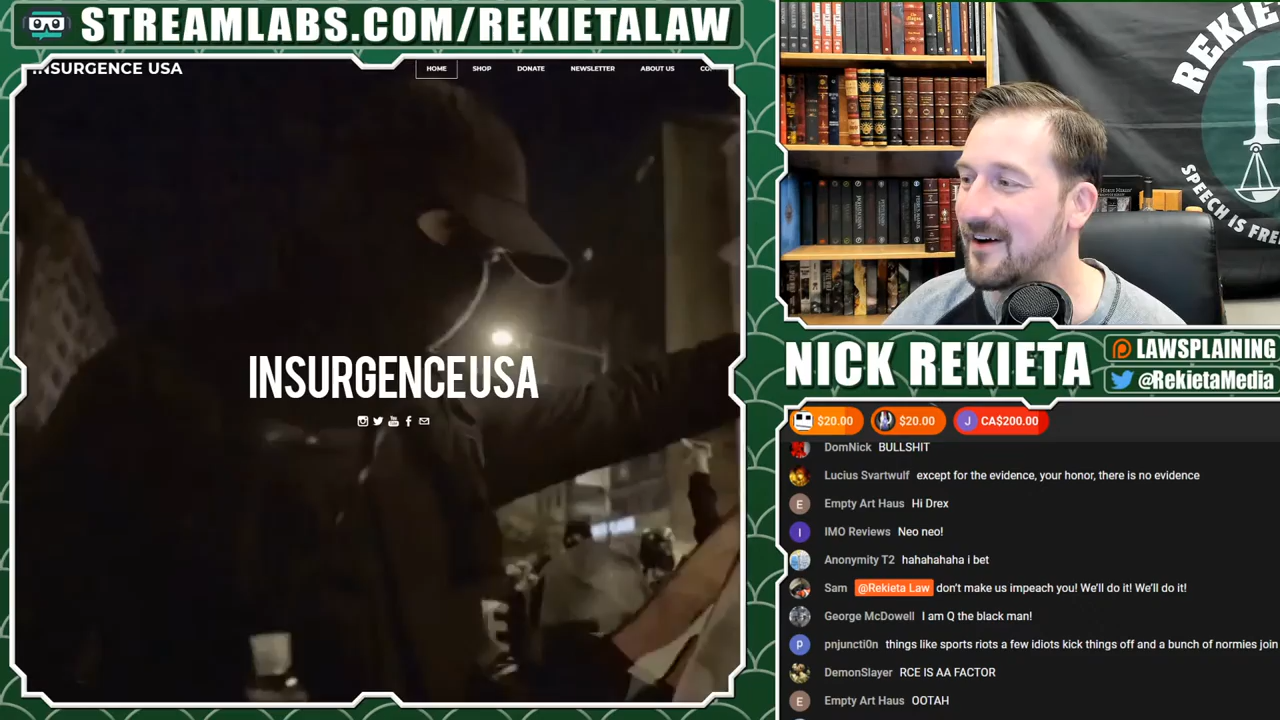 STREAMLABS.COM/REKIETALAW
INSURGENCE USA
HOME
SHOP
DONATE
NEWSLETTER
ABOUT US
INSURGENCE USA
REKIETA
SPEECH IS FREE
NICK REKIETA
LAWSPLAINING
@RekietaMedia
$20.00
$20.00
J CA$200.00
DomNick BULLSHIT
Lucius Svartwulf except for the evidence, your honor, there is no evidence
E Empty Art Haus Hi Drex
I IMO Reviews Neo neo!
Anonymity T2 hahahahaha i bet
Sam @Rekieta Law don't make us impeach you! We'll do it! We'll do it!
George McDowell I am Q the black man!
P pnjuncti0n things like sports riots a few idiots kick things off and a bunch of normies join
DemonSlayer RCE IS AA FACTOR
E Empty Art Haus OOTAH